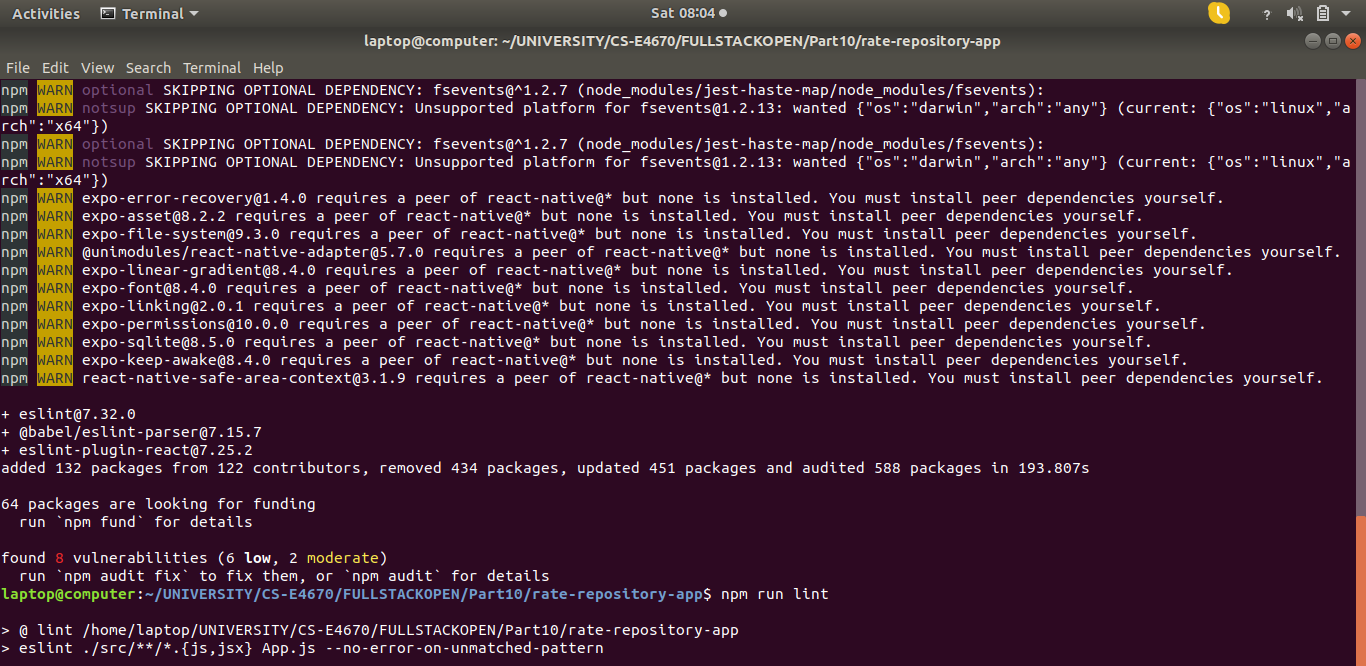 Activities Terminal Sat 08:04 ?
laptop@computer: ~/UNIVERSITY/CS-E4670/FULLSTACKOPEN/Part10/rate-repository-app
File Edit View Search Terminal Help
npm WARN optional SKIPPING OPTIONAL DEPENDENCY: fsevents@^1.2.7 (node_modules/jest-haste-map/node_modules/fsevents):
npm WARN notsup SKIPPING OPTIONAL DEPENDENCY: Unsupported platform for fsevents@1.2.13: wanted {"os":"darwin","arch":"any"} (current: {"os":"linux","a
rch":"x64"})
npm WARN optional SKIPPING OPTIONAL DEPENDENCY: fsevents@^1.2.7 (node_modules/jest-haste-map/node_modules/fsevents):
npm WARN notsup SKIPPING OPTIONAL DEPENDENCY: Unsupported platform for fsevents@1.2.13: wanted {"os":"darwin","arch":"any"} (current: {"os":"linux","a
rch":"x64"})
npm WARN expo-error-recovery@1.4.0 requires a peer of react-native@* but none is installed. You must install peer dependencies yourself.
npm WARN expo-asset@8.2.2 requires a peer of react-native@* but none is installed. You must install peer dependencies yourself.
npm WARN expo-file-system@9.3.0 requires a peer of react-native@* but none is installed. You must install peer dependencies yourself.
npm WARN @unimodules/react-native-adapter@5.7.0 requires a peer of react-native@* but none is installed. You must install peer dependencies yourself.
npm WARN expo-linear-gradient@8.4.0 requires a peer of react-native@* but none is installed. You must install peer dependencies yourself.
npm WARN expo-font@8.4.0 requires a peer of react-native@* but none is installed. You must install peer dependencies yourself.
npm WARN expo-linking@2.0.1 requires a peer of react-native@* but none is installed. You must install peer dependencies yourself.
npm WARN expo-permissions@10.0.0 requires a peer of react-native@* but none is installed. You must install peer dependencies yourself.
npm WARN expo-sqlite@8.5.0 requires a peer of react-native@* but none is installed. You must install peer dependencies yourself.
npm WARN expo-keep-awake@8.4.0 requires a peer of react-native@* but none is installed. You must install peer dependencies yourself.
npm WARN react-native-safe-area-context@3.1.9 requires a peer of react-native@* but none is installed. You must install peer dependencies yourself.
+ eslint@7.32.0
+ @babel/eslint-parser@7.15.7
+ eslint-plugin-react@7.25.2
added 132 packages from 122 contributors, removed 434 packages, updated 451 packages and audited 588 packages in 193.807s
64 packages are looking for funding
run `npm fund` for details
found 8 vulnerabilities (6 low, 2 moderate)
run `npm audit fix` to fix them, or `npm audit` for details
laptop@computer:~/UNIVERSITY/CS-E4670/FULLSTACKOPEN/Part10/rate-repository-app$ npm run lint
> @ lint /home/laptop/UNIVERSITY/CS-E4670/FULLSTACKOPEN/Part10/rate-repository-app
> eslint ./src/**/*.{js,jsx} App.js --no-error-on-unmatched-pattern